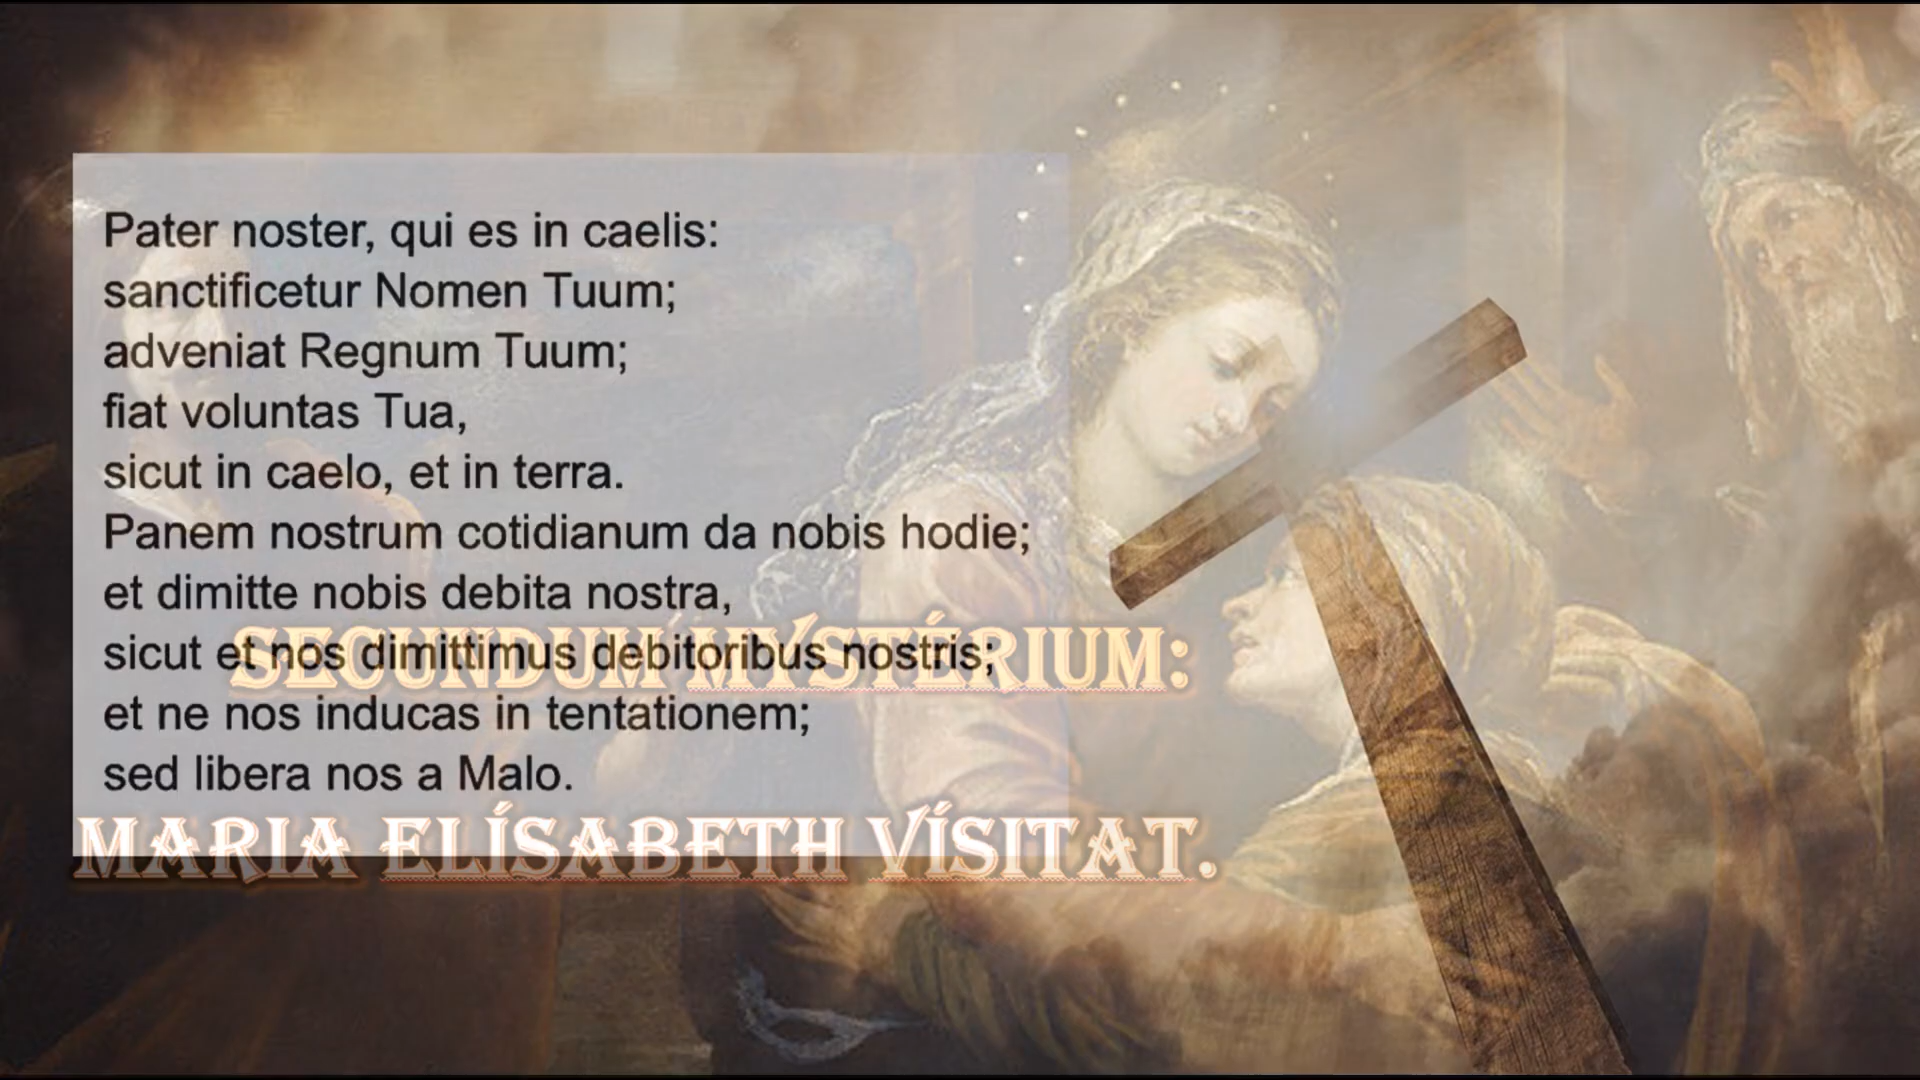 Pater noster, qui es in caelis:
sanctificetur Nomen Tuum;
adveniat Regnum Tuum;
fiat voluntas Tua,
sicut in caelo, et in terra.
Panem nostrum cotidianum da nobis hodie;
et dimitte nobis debita nostra,
sicut et nos dimittimus debitoribus nostris;
SECUNDUM MYSTÉRIUM:
et ne nos inducas in tentationem;
sed libera nos a Malo.
MARIA ELÍSABETH VÍSITAT.